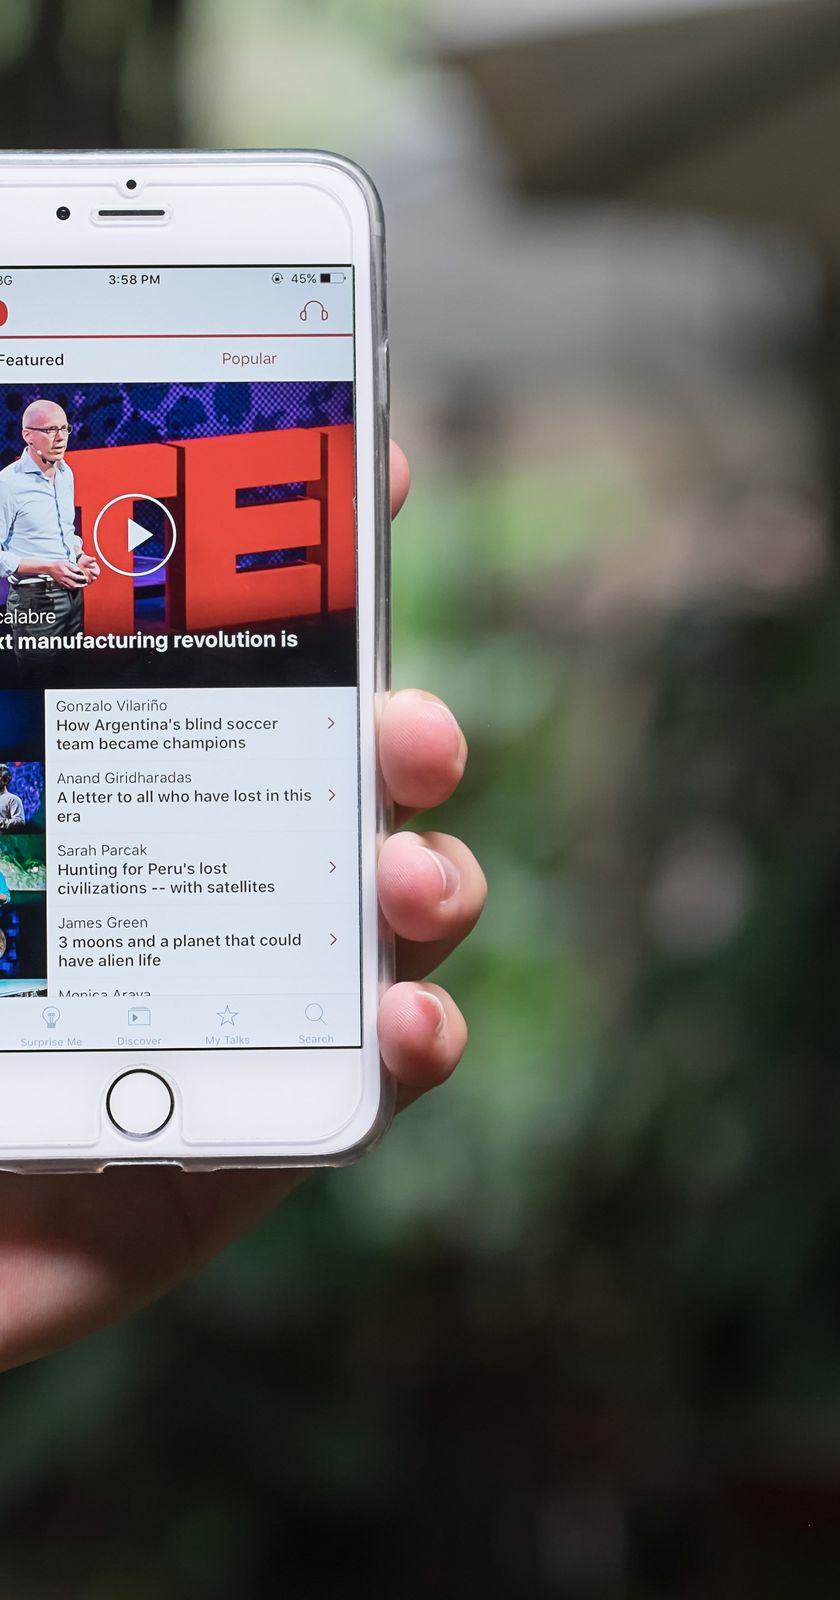 3G 3:58 PM 45%
Featured Popular
TED
calabre
xt manufacturing revolution is
Gonzalo Vilariño
How Argentina's blind soccer
team became champions
Anand Giridharadas
A letter to all who have lost in this
era
Sarah Parcak
Hunting for Peru's lost
civilizations -- with satellites
James Green
3 moons and a planet that could
have alien life
Monica Araya
Surprise Me Discover My Talks Search